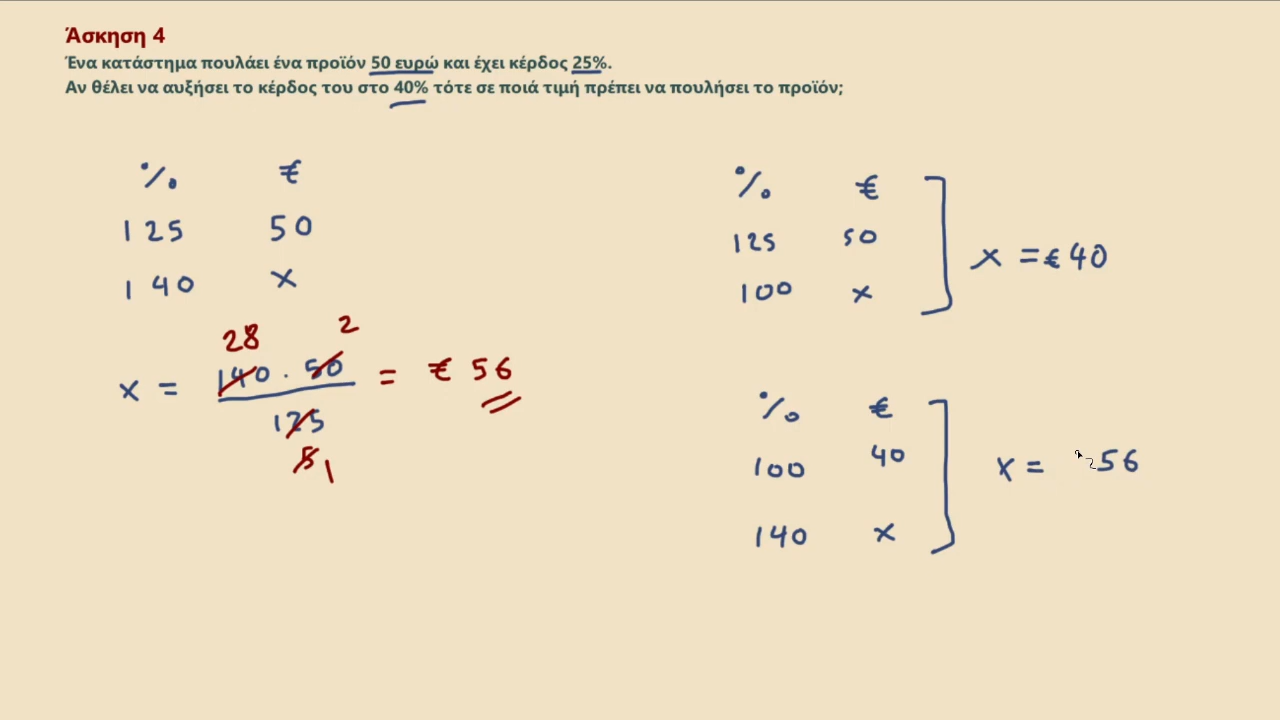 Άσκηση 4
Ένα κατάστημα πουλάει ένα προϊόν 50 ευρώ και έχει κέρδος 25%.
Αν θέλει να αυξήσει το κέρδος του στο 40% τότε σε ποιά τιμή πρέπει να πουλήσει το προϊόν;
% €
125 50
140 x
28 2
x = 140 . 50 = € 56
125
5 1
% €
125 50
100 x
x = € 40
% €
100 40
140 x
x = 56